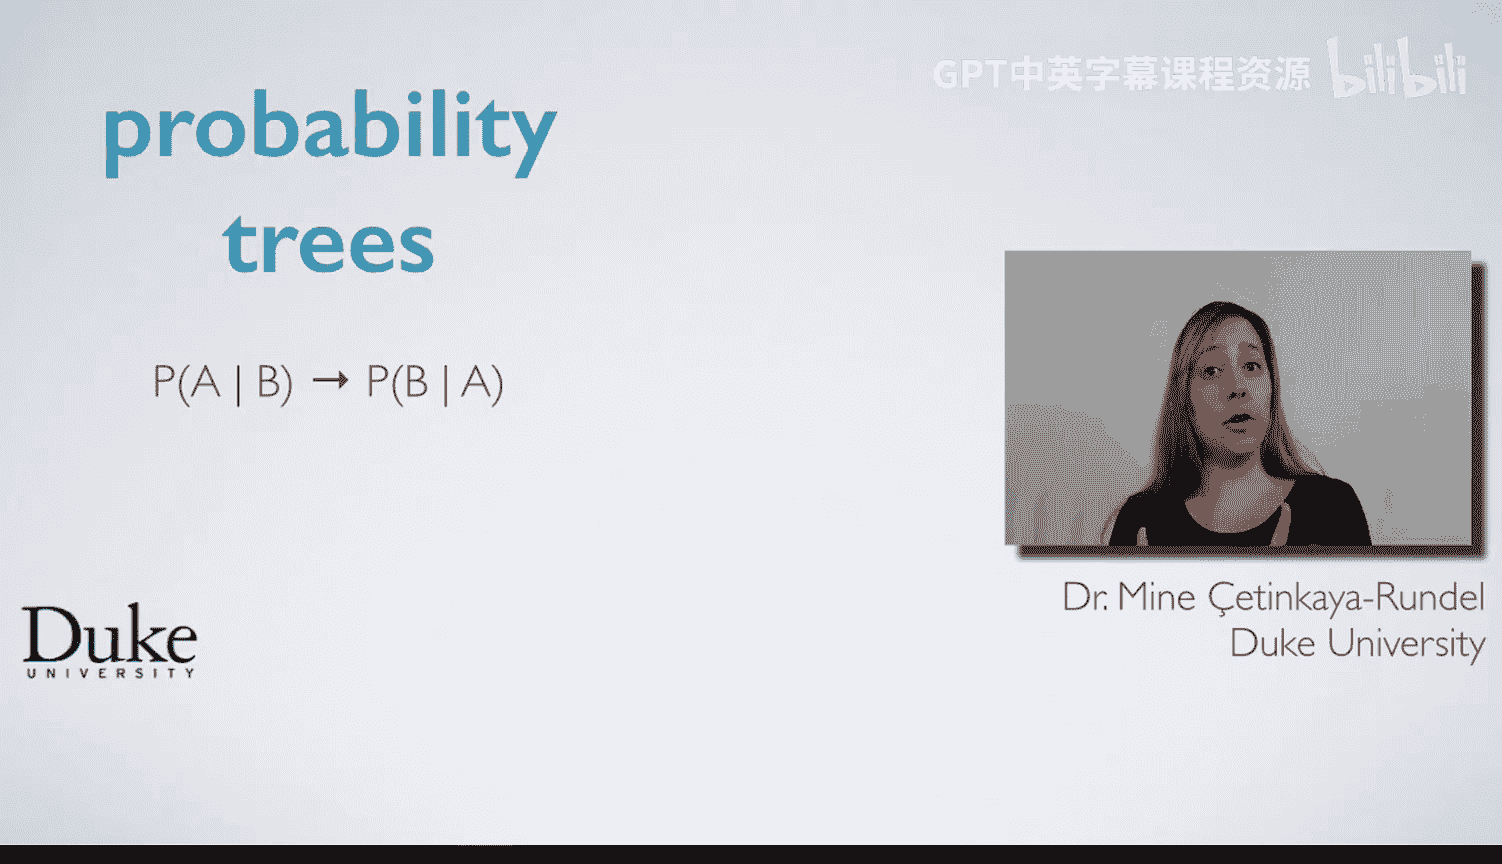 GPT中英字幕课程资源 bilibili
probability
trees
P(A | B) → P(B | A)
Dr. Mine Çetinkaya-Rundel
Duke University
Duke
UNIVERSITY